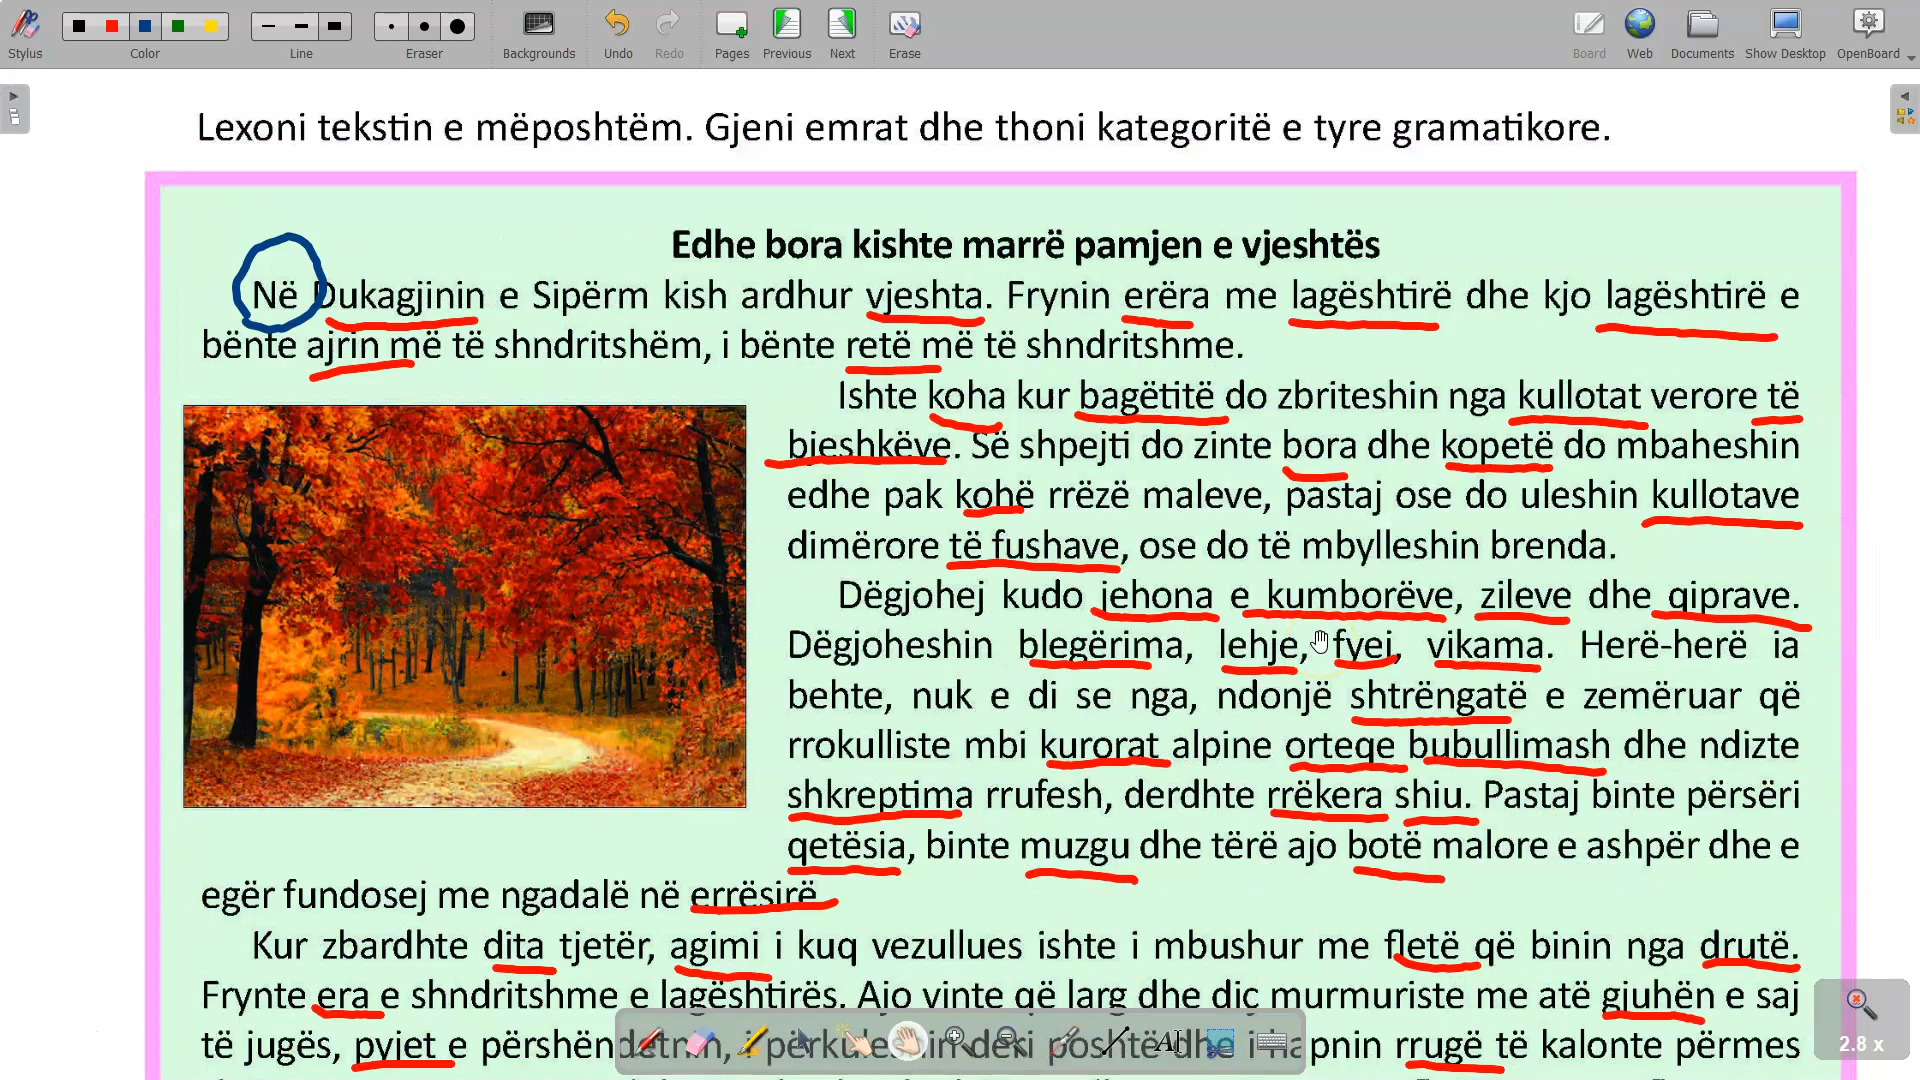 Stylus Color Line Eraser Backgrounds Undo Redo Pages Previous Next Erase Board Web Documents Show Desktop OpenBoard
Lexoni tekstin e mëposhtëm. Gjeni emrat dhe thoni kategoritë e tyre gramatikore.
Edhe bora kishte marrë pamjen e vjeshtës
Në Dukagjinin e Sipërm kish ardhur vjeshta. Frynin erëra me lagështirë dhe kjo lagështirë e
bënte ajrin më të shndritshëm, i bënte retë më të shndritshme.
Ishte koha kur bagëtitë do zbriteshin nga kullotat verore të
bjeshkëve. Së shpejti do zinte bora dhe kopetë do mbaheshin
edhe pak kohë rrëzë maleve, pastaj ose do uleshin kullotave
dimërore të fushave, ose do të mbylleshin brenda.
Dëgjohej kudo jehona e kumborëve, zileve dhe qiprave.
Dëgjoheshin blegërima, lehje, fyej, vikama. Herë-herë ia
behte, nuk e di se nga, ndonjë shtrëngatë e zemëruar që
rrokulliste mbi kurorat alpine orteqe bubullimash dhe ndizte
shkreptima rrufesh, derdhte rrëkera shiu. Pastaj binte përsëri
qetësia, binte muzgu dhe tërë ajo botë malore e ashpër dhe e
egër fundosej me ngadalë në errësirë.
Kur zbardhte dita tjetër, agimi i kuq vezullues ishte i mbushur me fletë që binin nga drutë.
Frynte era e shndritshme e lagështirës. Ajo vinte që larg dhe diç murmuriste me atë gjuhën e saj
të jugës, pyjet e përshëndetnin, i përkuleshin deri poshtë dhe i hapnin rrugë të kalonte përmes
2.8 x